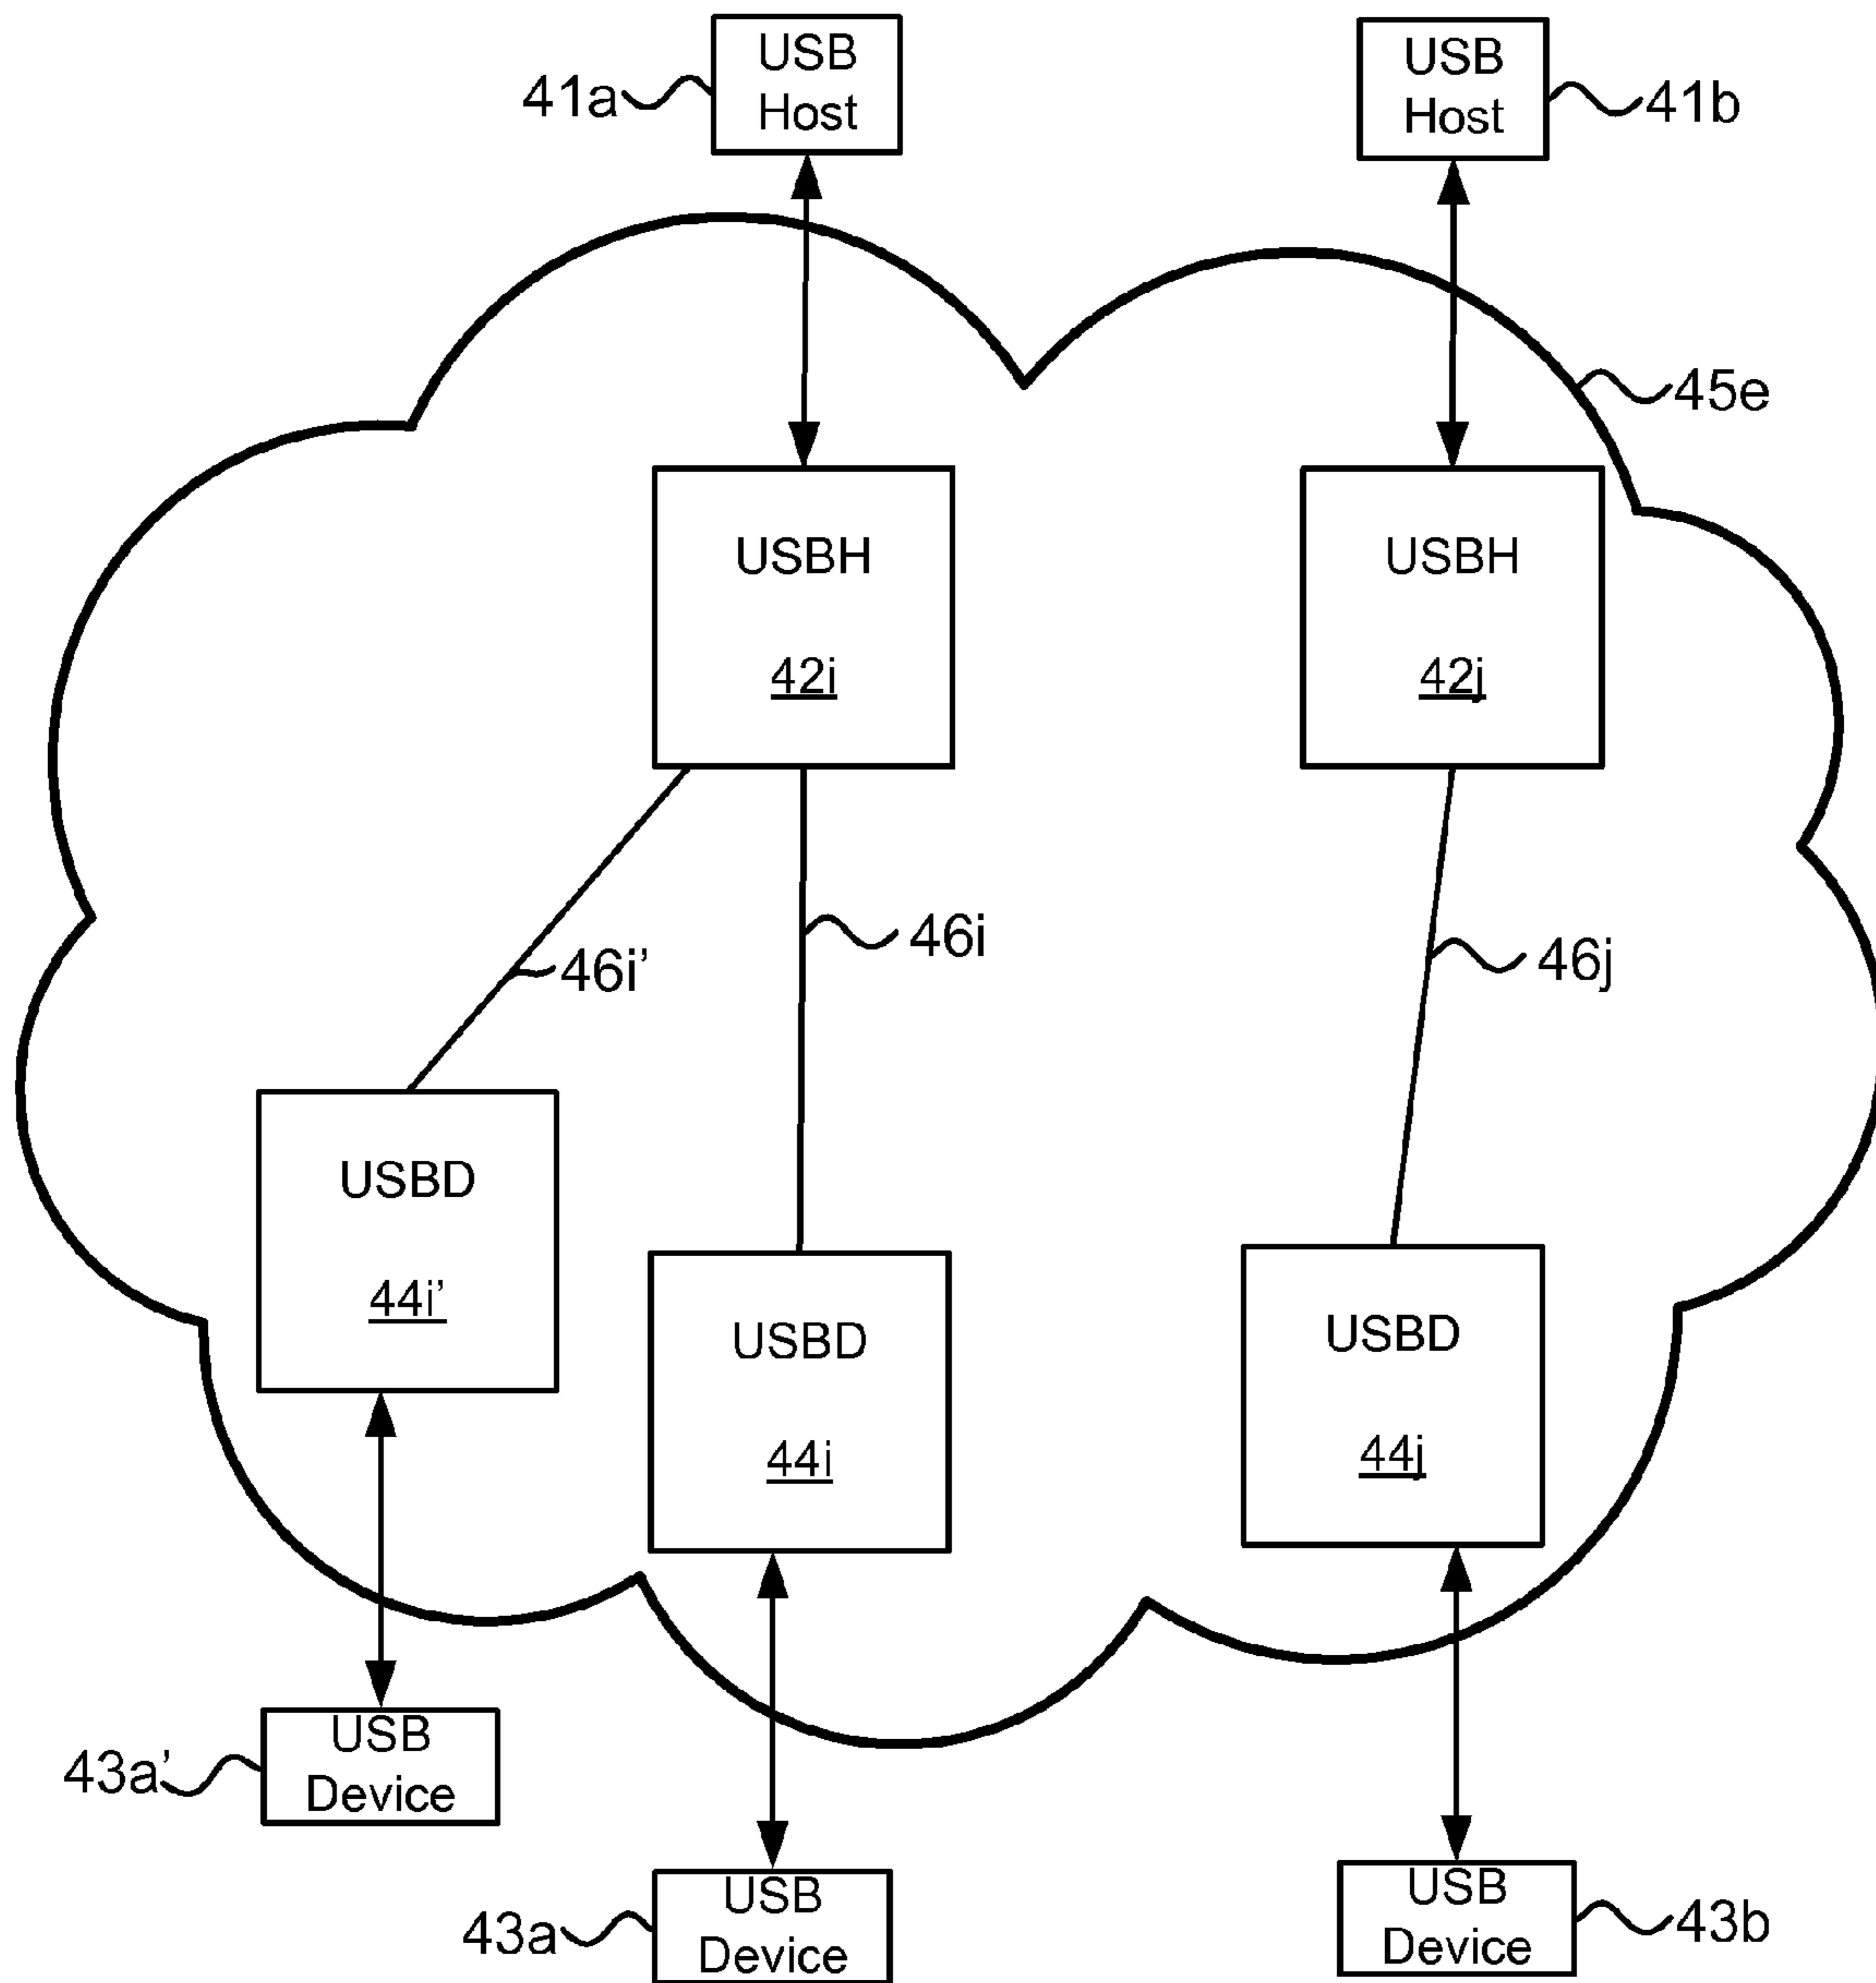 USB
Host
41a
USB
Host
41b
45e
USBH
42i
USBH
42j
46i’
46i
46j
USBD
44i’
USBD
44i
USBD
44j
USB
Device
43a’
USB
Device
43a
USB
Device
43b